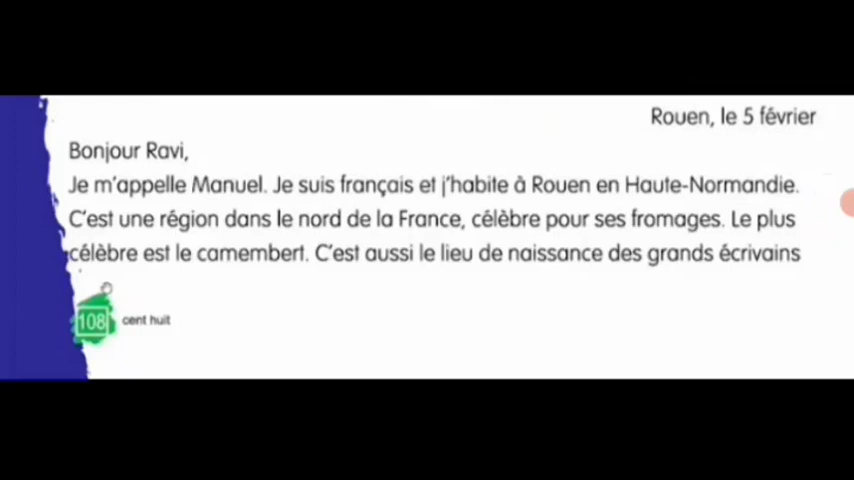 Rouen, le 5 février
Bonjour Ravi,
Je m'appelle Manuel. Je suis français et j'habite à Rouen en Haute-Normandie.
C'est une région dans le nord de la France, célèbre pour ses fromages. Le plus
célèbre est le camembert. C'est aussi le lieu de naissance des grands écrivains
108 cent huit